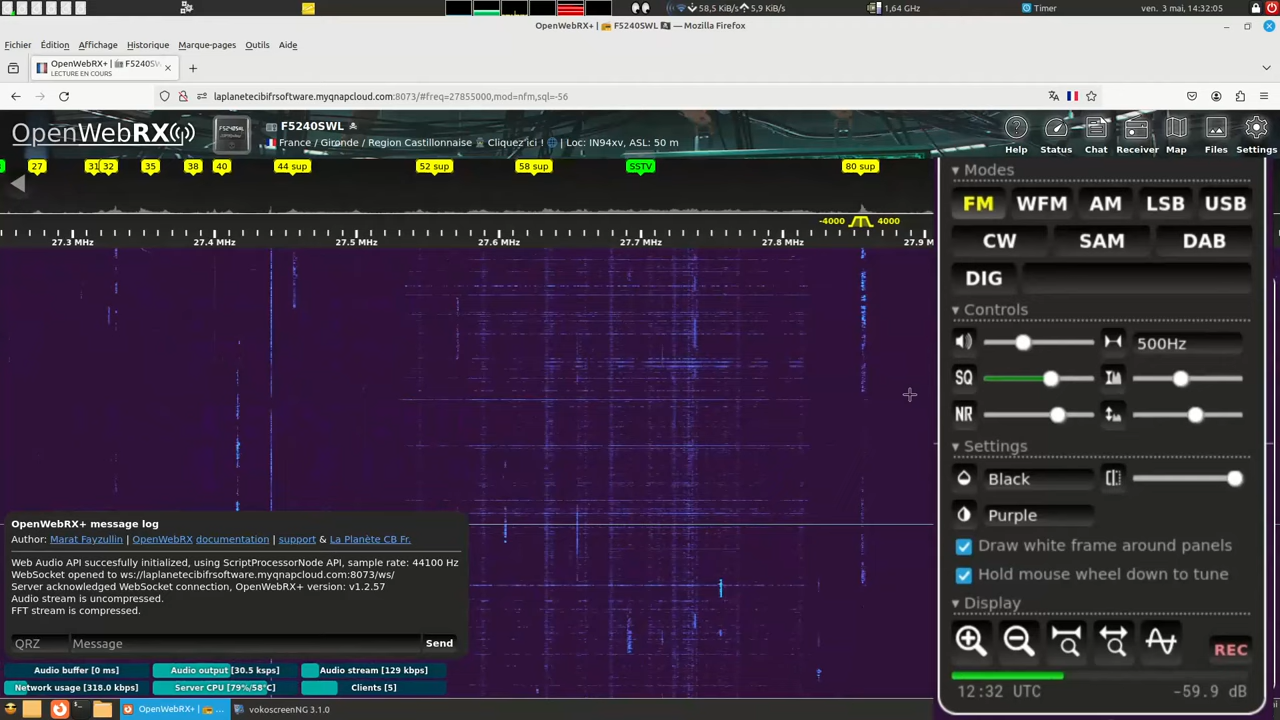 58,5 KiB/s 5,9 KiB/s
1,64 GHz
Timer
ven. 3 mai, 14:32:05
OpenWebRX+ | F5240SWL — Mozilla Firefox
Fichier Édition Affichage Historique Marque-pages Outils Aide
OpenWebRX+ | F5240SW
LECTURE EN COURS
laplanetecibifrsoftware.myqnapcloud.com:8073/#freq=27855000,mod=nfm,sql=-56
OpenWebRX
F5240SWL
F5240SWL
France / Gironde / Region Castillonnaise Cliquez ici ! | Loc: IN94xv, ASL: 50 m
Help Status Chat Receiver Map Files Settings
27 31 32 35 38 40 44 sup 52 sup 58 sup SSTV 80 sup
-4000 4000
27.3 MHz 27.4 MHz 27.5 MHz 27.6 MHz 27.7 MHz 27.8 MHz 27.9 M
Modes
FM WFM AM LSB USB
CW SAM DAB
DIG
Controls
500Hz
SQ
NR
Settings
Black
Purple
Draw white frame around panels
Hold mouse wheel down to tune
Display
REC
12:32 UTC -59.9 dB
OpenWebRX+ message log
Author: Marat Fayzullin | OpenWebRX documentation | support & La Planète CB Fr.
Web Audio API succesfully initialized, using ScriptProcessorNode API, sample rate: 44100 Hz
WebSocket opened to ws://laplanetecibifrsoftware.myqnapcloud.com:8073/ws/
Server acknowledged WebSocket connection, OpenWebRX+ version: v1.2.57
Audio stream is uncompressed.
FFT stream is compressed.
QRZ Message Send
Audio buffer [0 ms] Audio output [30.5 ksps] Audio stream [129 kbps]
Network usage [318.0 kbps] Server CPU [79%/58°C] Clients [5]
OpenWebRX+ | ... vokoscreenNG 3.1.0